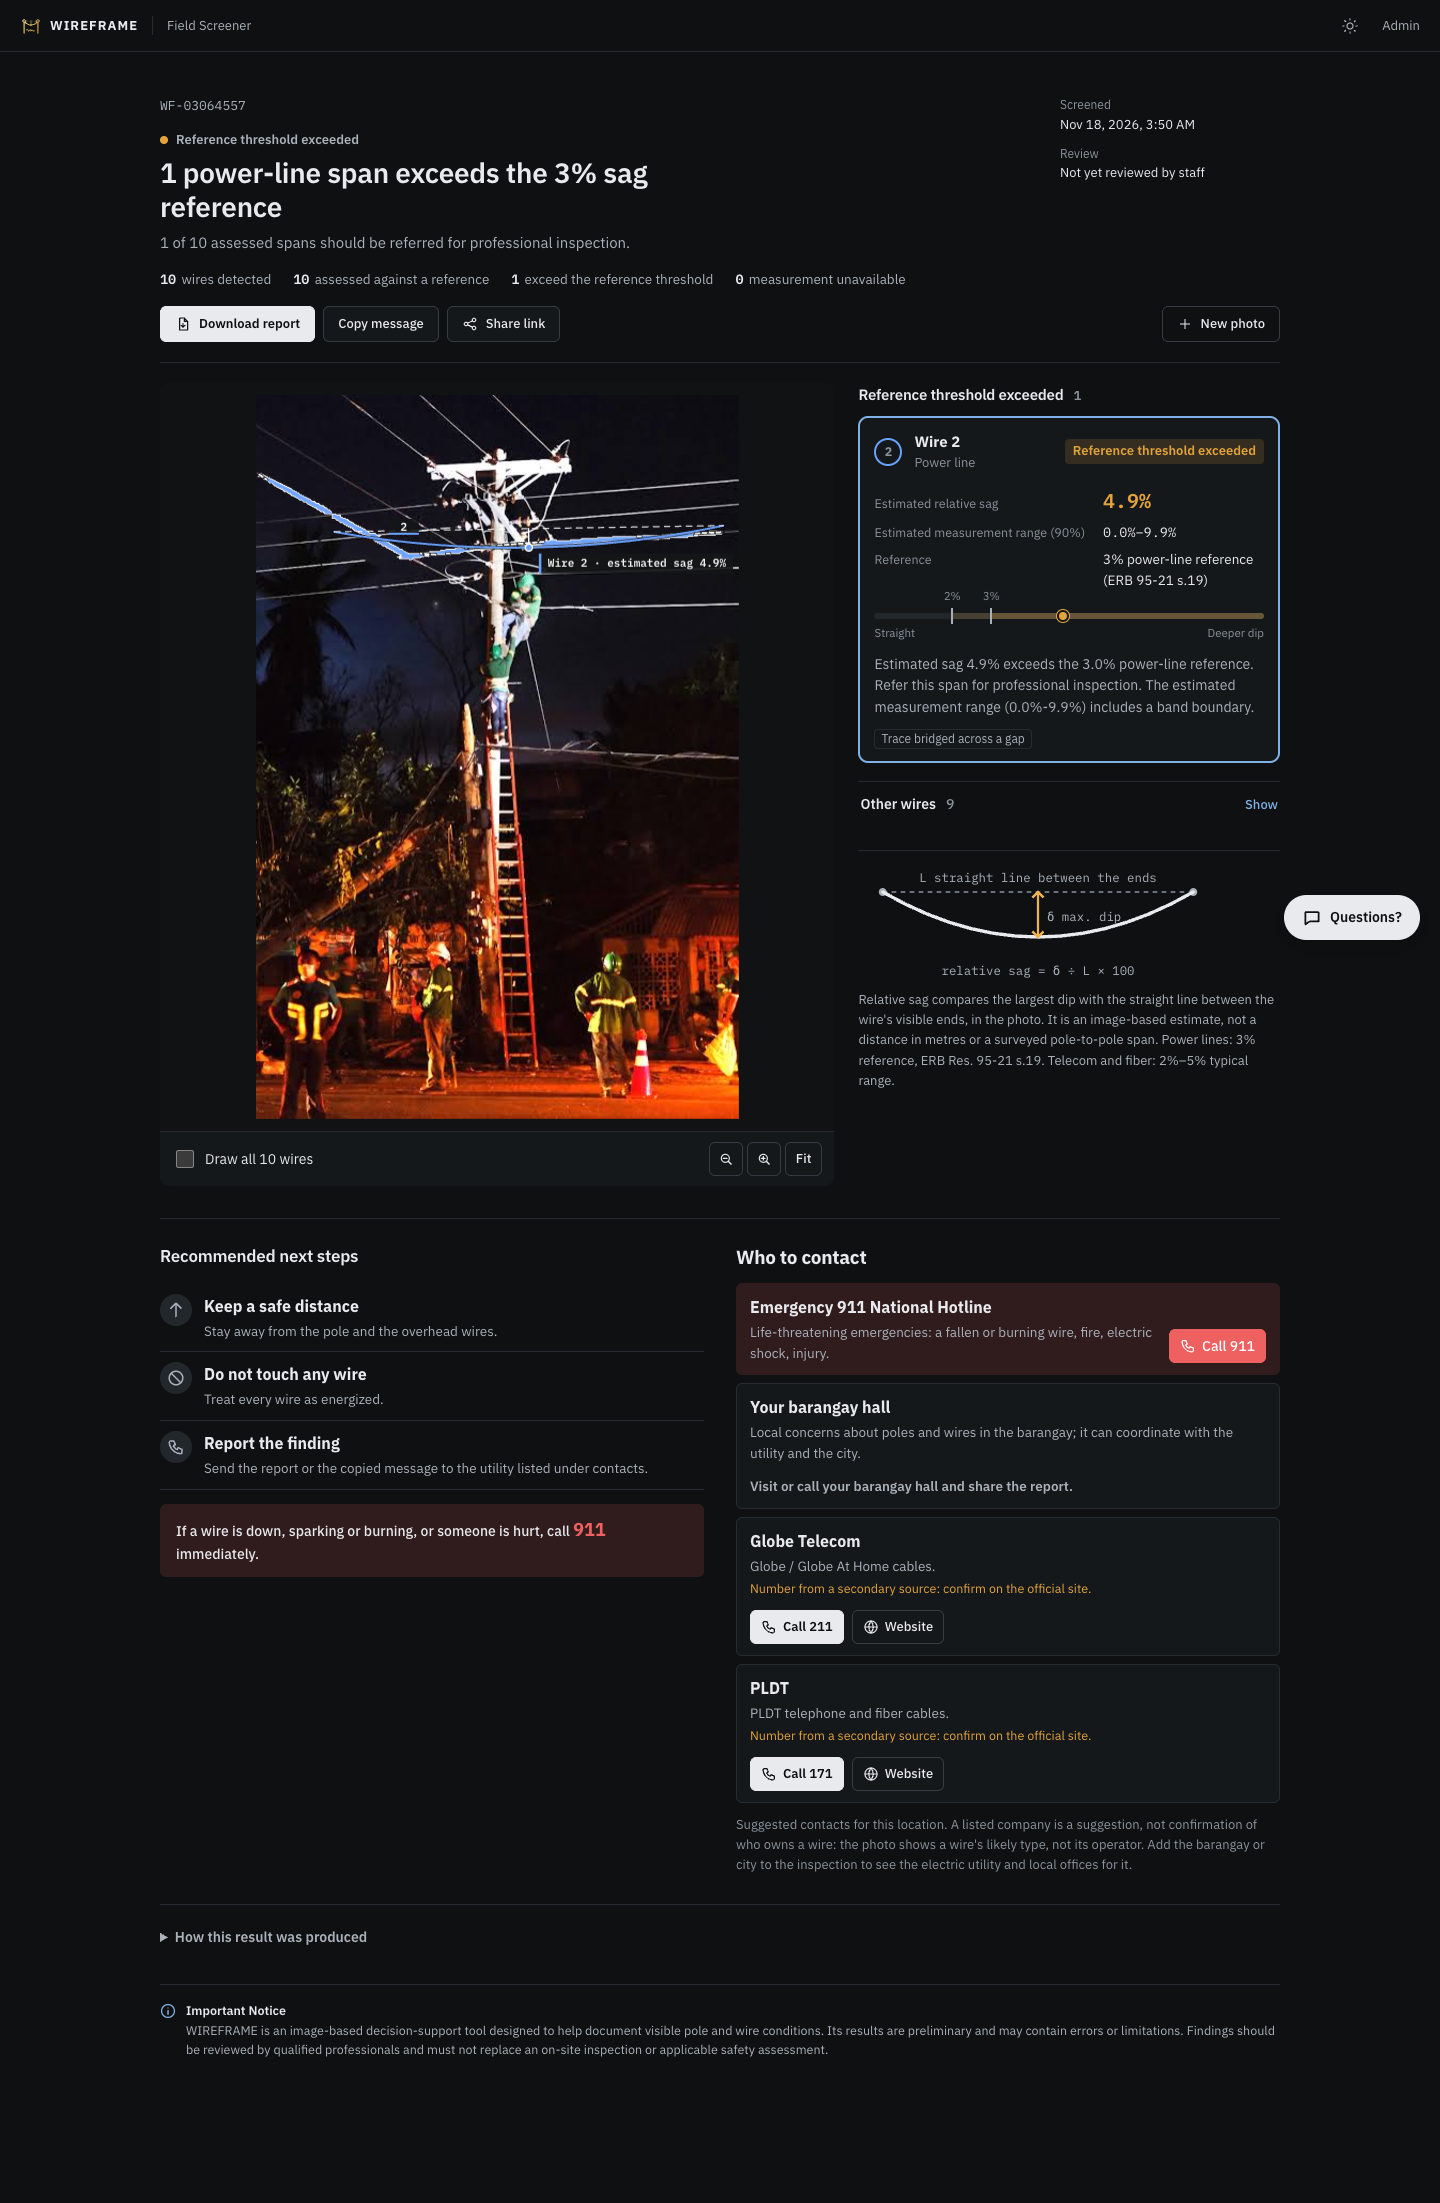 WIREFRAME
Field Screener
Admin
WF-03064557
Reference threshold exceeded
1 power-line span exceeds the 3% sag
reference
1 of 10 assessed spans should be referred for professional inspection.
Screened
Nov 18, 2026, 3:50 AM
Review
Not yet reviewed by staff
10 wires detected 10 assessed against a reference 1 exceed the reference threshold 0 measurement unavailable
Download report
Copy message
Share link
New photo
2
Wire 2 · estimated sag 4.9%
Draw all 10 wires
Fit
Reference threshold exceeded 1
2
Wire 2
Power line
Reference threshold exceeded
Estimated relative sag 4.9%
Estimated measurement range (90%) 0.0%–9.9%
Reference 3% power-line reference
(ERB 95-21 s.19)
2% 3%
Straight Deeper dip
Estimated sag 4.9% exceeds the 3.0% power-line reference.
Refer this span for professional inspection. The estimated
measurement range (0.0%-9.9%) includes a band boundary.
Trace bridged across a gap
Other wires 9
Show
L straight line between the ends
δ max. dip
relative sag = δ ÷ L × 100
Relative sag compares the largest dip with the straight line between the
wire's visible ends, in the photo. It is an image-based estimate, not a
distance in metres or a surveyed pole-to-pole span. Power lines: 3%
reference, ERB Res. 95-21 s.19. Telecom and fiber: 2%–5% typical
range.
Questions?
Recommended next steps
Keep a safe distance
Stay away from the pole and the overhead wires.
Do not touch any wire
Treat every wire as energized.
Report the finding
Send the report or the copied message to the utility listed under contacts.
If a wire is down, sparking or burning, or someone is hurt, call 911
immediately.
Who to contact
Emergency 911 National Hotline
Life-threatening emergencies: a fallen or burning wire, fire, electric
shock, injury.
Call 911
Your barangay hall
Local concerns about poles and wires in the barangay; it can coordinate with the
utility and the city.
Visit or call your barangay hall and share the report.
Globe Telecom
Globe / Globe At Home cables.
Number from a secondary source: confirm on the official site.
Call 211
Website
PLDT
PLDT telephone and fiber cables.
Number from a secondary source: confirm on the official site.
Call 171
Website
Suggested contacts for this location. A listed company is a suggestion, not confirmation of
who owns a wire: the photo shows a wire's likely type, not its operator. Add the barangay or
city to the inspection to see the electric utility and local offices for it.
How this result was produced
Important Notice
WIREFRAME is an image-based decision-support tool designed to help document visible pole and wire conditions. Its results are preliminary and may contain errors or limitations. Findings should
be reviewed by qualified professionals and must not replace an on-site inspection or applicable safety assessment.